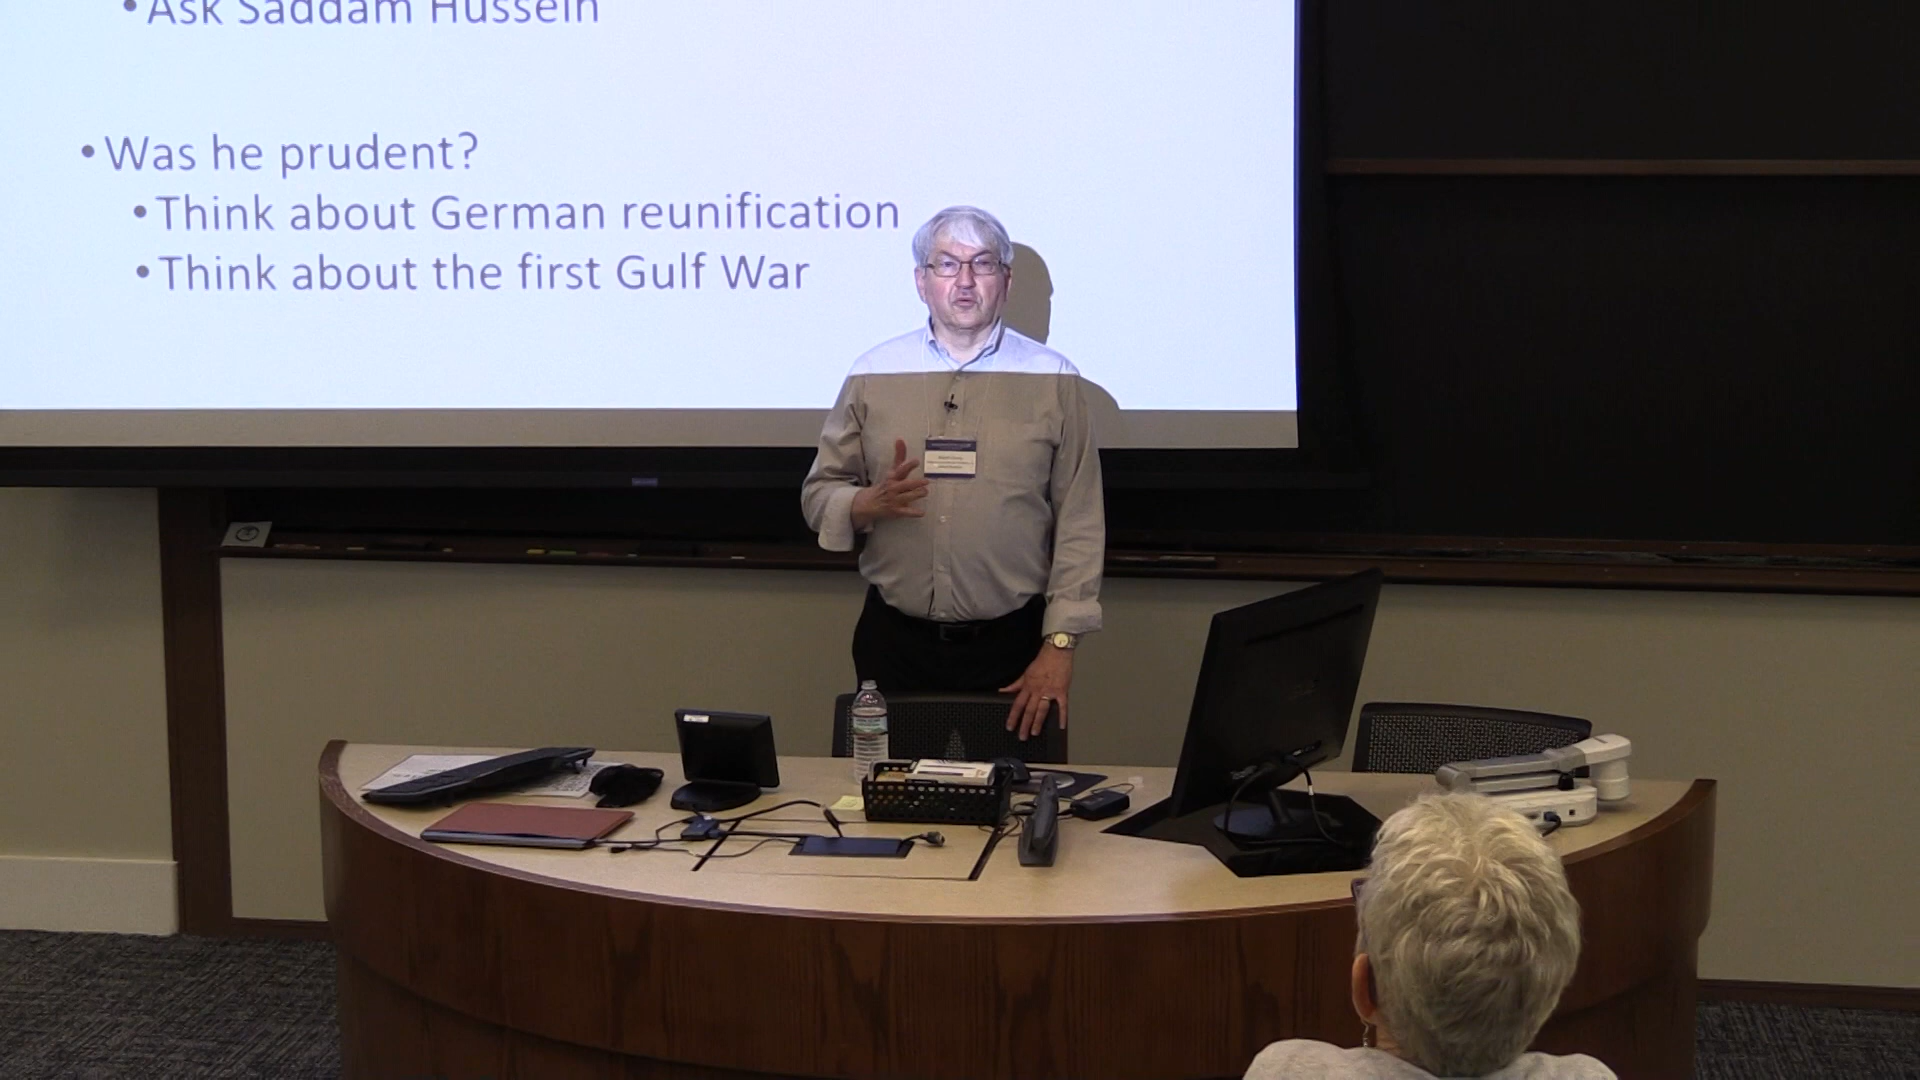 • Ask Saddam Hussein
• Was he prudent?
• Think about German reunification
• Think about the first Gulf War